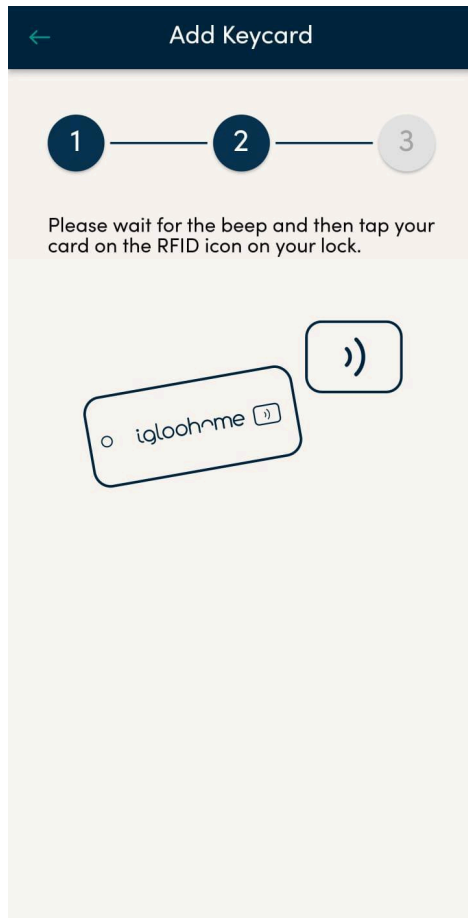 Add Keycard
1
2
3
Please wait for the beep and then tap your
card on the RFID icon on your lock.
igloohome